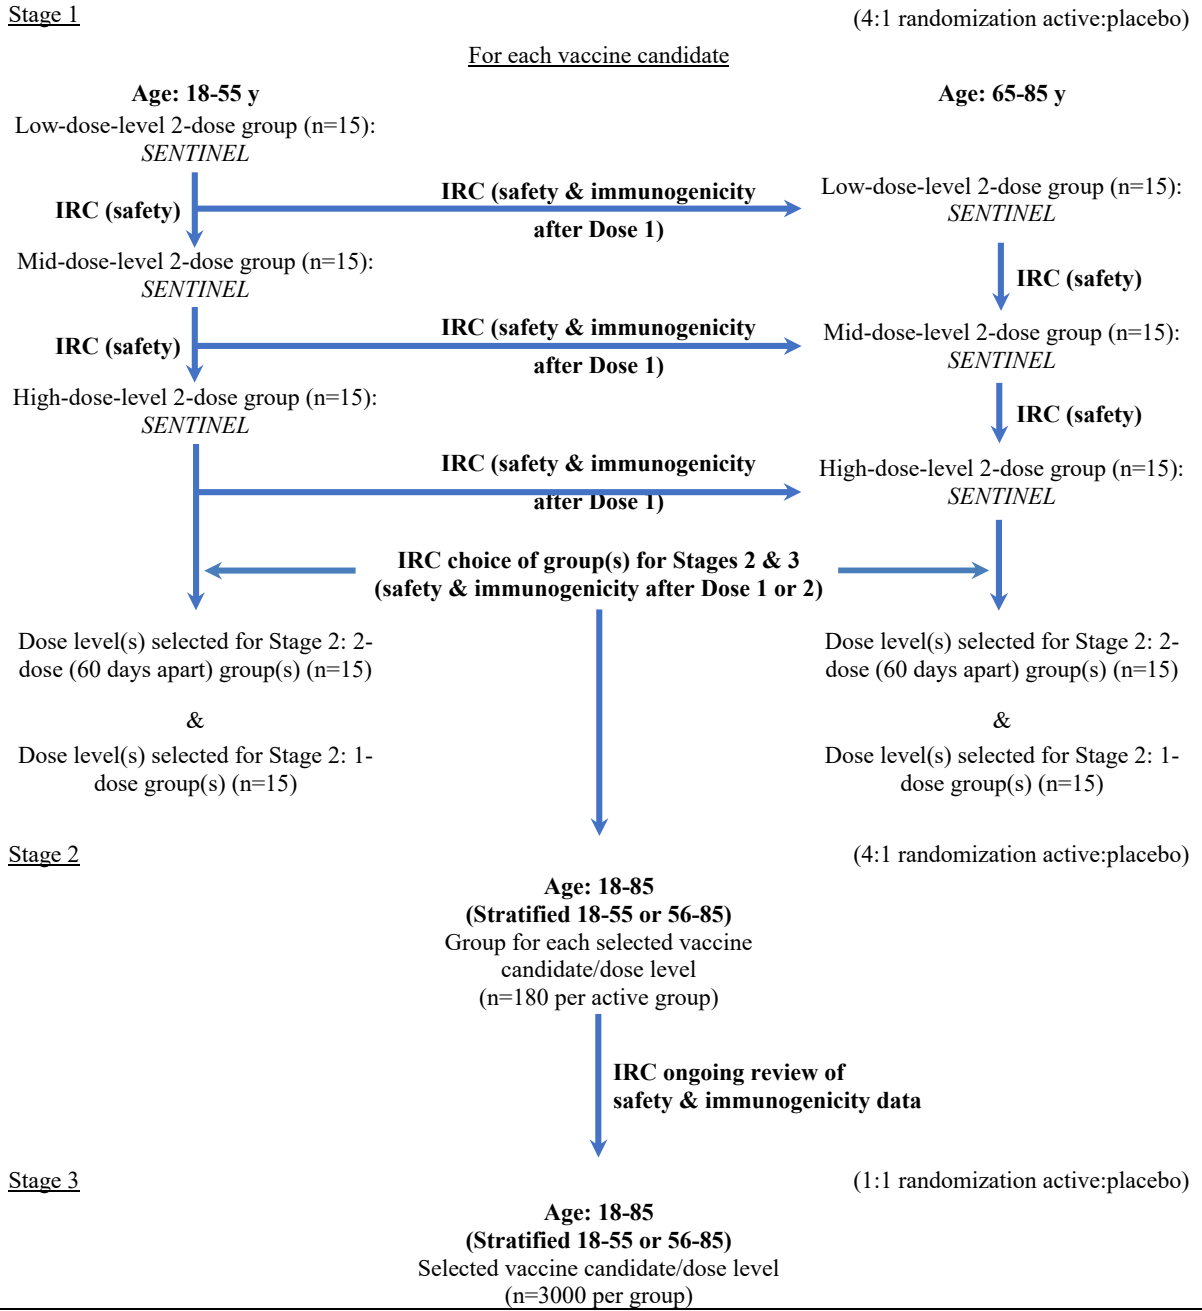 Stage 1
(4:1 randomization active:placebo)
For each vaccine candidate
Age: 18-55 y
Age: 65-85 y
Low-dose-level 2-dose group (n=15):
SENTINEL
IRC (safety)
IRC (safety & immunogenicity
after Dose 1)
Low-dose-level 2-dose group (n=15):
SENTINEL
Mid-dose-level 2-dose group (n=15):
SENTINEL
IRC (safety)
IRC (safety)
IRC (safety & immunogenicity
after Dose 1)
Mid-dose-level 2-dose group (n=15):
SENTINEL
High-dose-level 2-dose group (n=15):
SENTINEL
IRC (safety)
IRC (safety & immunogenicity
after Dose 1)
High-dose-level 2-dose group (n=15):
SENTINEL
IRC choice of group(s) for Stages 2 & 3
(safety & immunogenicity after Dose 1 or 2)
Dose level(s) selected for Stage 2: 2-
dose (60 days apart) group(s) (n=15)
&
Dose level(s) selected for Stage 2: 1-
dose group(s) (n=15)
Dose level(s) selected for Stage 2: 2-
dose (60 days apart) group(s) (n=15)
&
Dose level(s) selected for Stage 2: 1-
dose group(s) (n=15)
Stage 2
(4:1 randomization active:placebo)
Age: 18-85
(Stratified 18-55 or 56-85)
Group for each selected vaccine
candidate/dose level
(n=180 per active group)
IRC ongoing review of
safety & immunogenicity data
Stage 3
(1:1 randomization active:placebo)
Age: 18-85
(Stratified 18-55 or 56-85)
Selected vaccine candidate/dose level
(n=3000 per group)